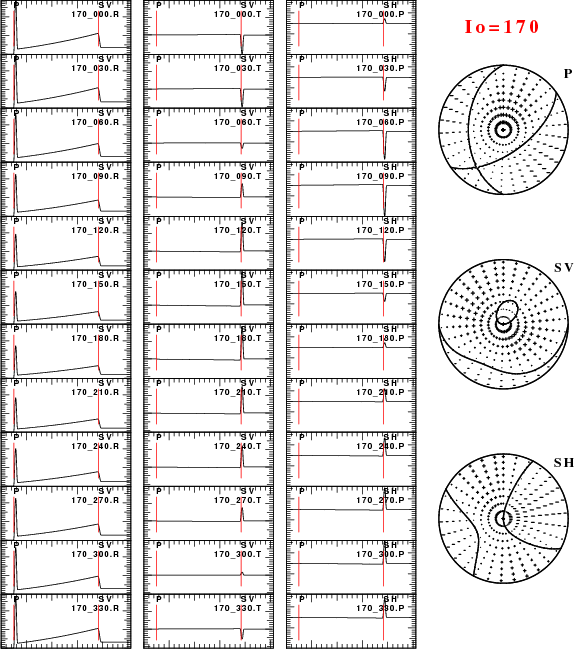 P SV P SV P SH Io=170
170_000.R 170_000.T 170_000.P
P SV P SV P SH P
170_030.R 170_030.T 170_030.P
P SV P SV P SH
170_060.R 170_060.T 170_060.P
P SV P SV P SH
170_090.R 170_090.T 170_090.P
P SV P SV P SH
170_120.R 170_120.T 170_120.P
P SV P SV P SH SV
170_150.R 170_150.T 170_150.P
P SV P SV P SH
170_180.R 170_180.T 170_180.P
P SV P SV P SH
170_210.R 170_210.T 170_210.P
P SV P SV P SH
170_240.R 170_240.T 170_240.P
SH
P SV P SV P SH
170_270.R 170_270.T 170_270.P
P SV P SV P SH
170_300.R 170_300.T 170_300.P
P SV P SV P SH
170_330.R 170_330.T 170_330.P